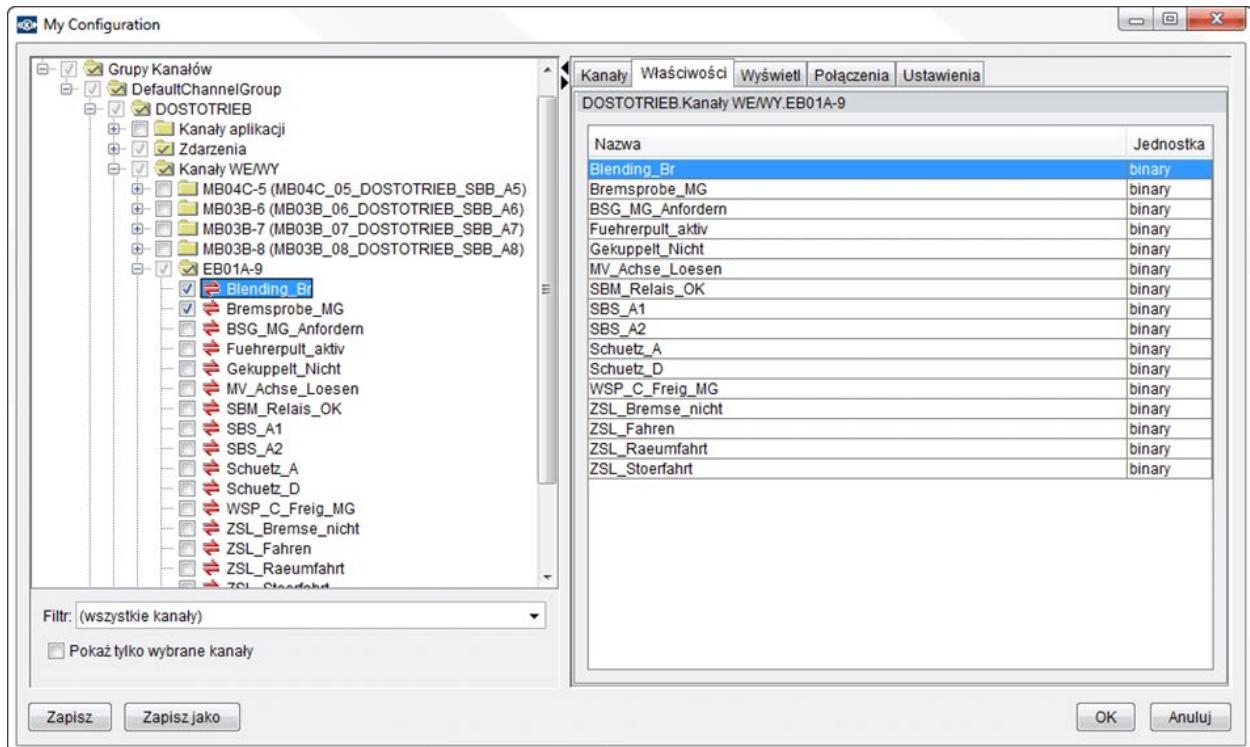 My Configuration
Grupy Kanałów
DefaultChannelGroup
DOSTOTRIEB
Kanały aplikacji
Zdarzenia
Kanały WE/WY
MB04C-5 (MB04C_05_DOSTOTRIEB_SBB_A5)
MB03B-6 (MB03B_06_DOSTOTRIEB_SBB_A6)
MB03B-7 (MB03B_07_DOSTOTRIEB_SBB_A7)
MB03B-8 (MB03B_08_DOSTOTRIEB_SBB_A8)
EB01A-9
Blending_Br
Bremsprobe_MG
BSG_MG_Anfordern
Fuehrerpult_aktiv
Gekuppelt_Nicht
MV_Achse_Loesen
SBM_Relais_OK
SBS_A1
SBS_A2
Schuetz_A
Schuetz_D
WSP_C_Freig_MG
ZSL_Bremse_nicht
ZSL_Fahren
ZSL_Raeumfahrt
ZSL_Stoerfahrt
Filtr: (wszystkie kanały)
Pokaż tylko wybrane kanały
Kanały Właściwości Wyświetl Połączenia Ustawienia
DOSTOTRIEB.Kanały WE/WY.EB01A-9
Nazwa Jednostka
Blending_Br binary
Bremsprobe_MG binary
BSG_MG_Anfordern binary
Fuehrerpult_aktiv binary
Gekuppelt_Nicht binary
MV_Achse_Loesen binary
SBM_Relais_OK binary
SBS_A1 binary
SBS_A2 binary
Schuetz_A binary
Schuetz_D binary
WSP_C_Freig_MG binary
ZSL_Bremse_nicht binary
ZSL_Fahren binary
ZSL_Raeumfahrt binary
ZSL_Stoerfahrt binary
Zapisz Zapisz jako OK Anuluj